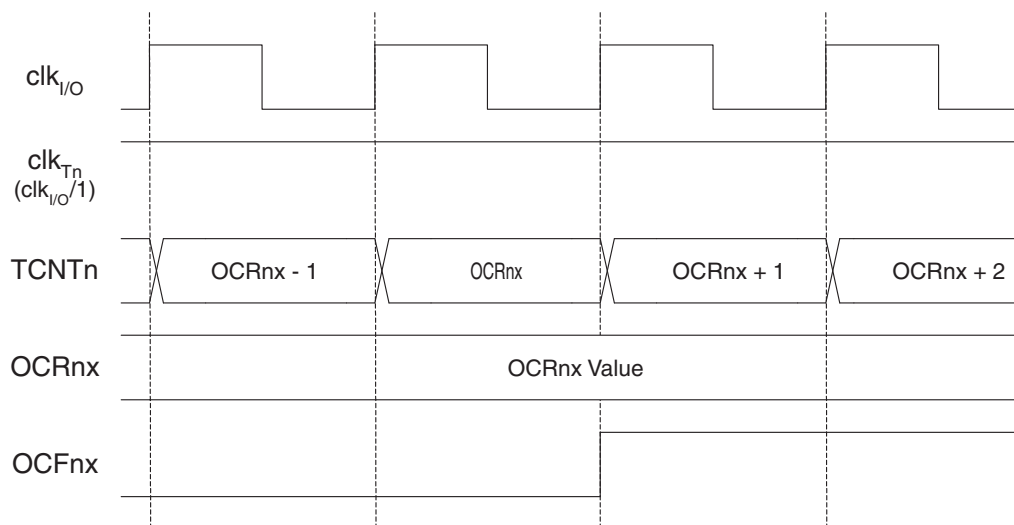 clkI/O
clkTn
(clkI/O/1)
TCNTn
OCRnx - 1
OCRnx
OCRnx + 1
OCRnx + 2
OCRnx
OCRnx Value
OCFnx